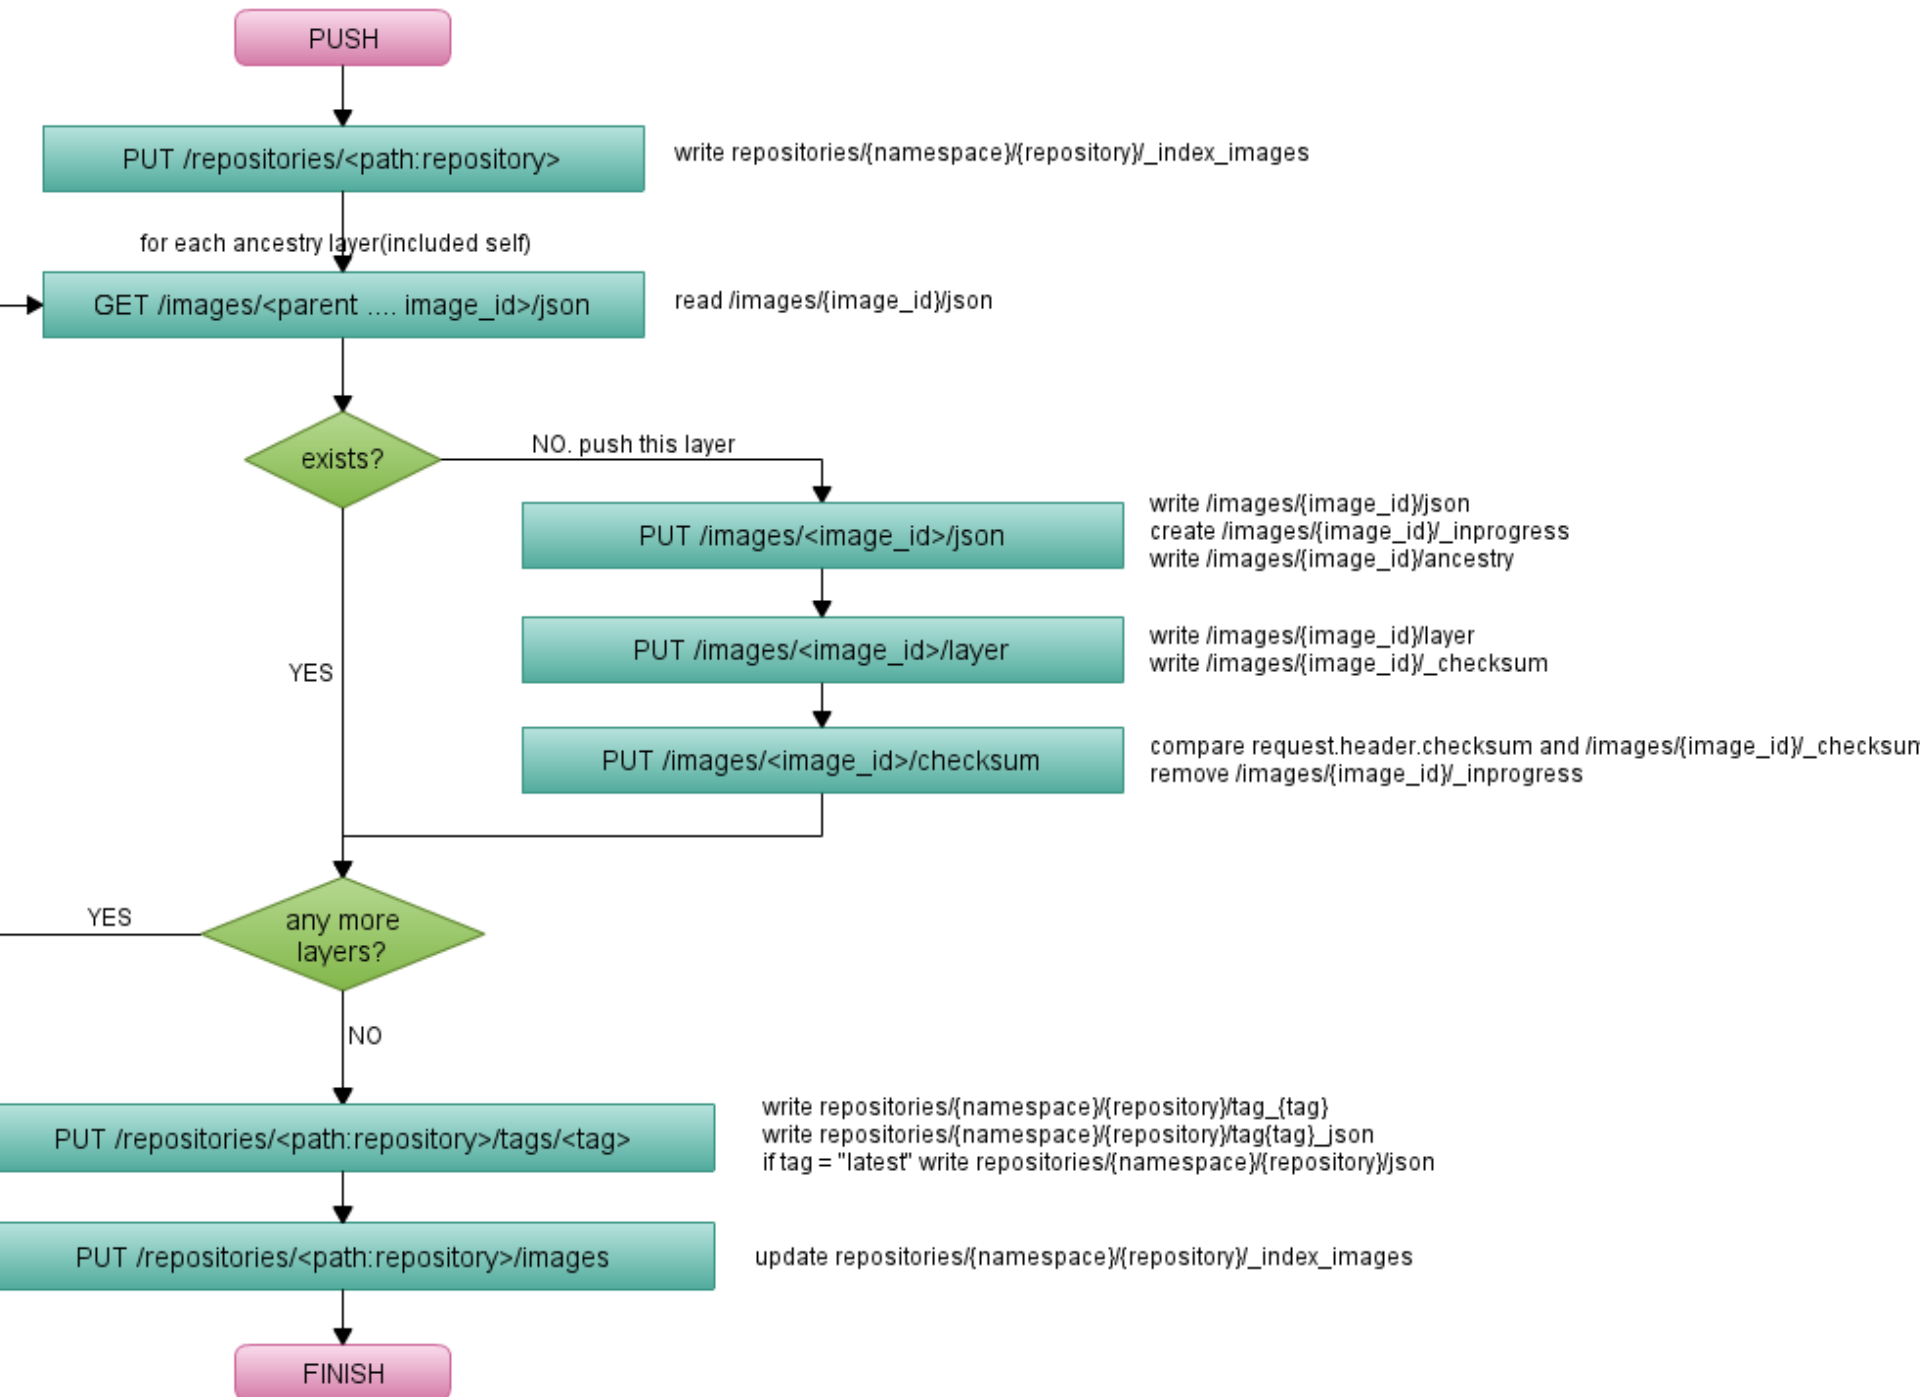 PUSH
PUT /repositories/<path:repository>
write repositories/{namespace}/{repository}/_index_images
for each ancestry layer(included self)
GET /images/<parent .... image_id>/json
read /images/{image_id}/json
exists?
NO. push this layer
PUT /images/<image_id>/json
write /images/{image_id}/json
create /images/{image_id}/_inprogress
write /images/{image_id}/ancestry
PUT /images/<image_id>/layer
write /images/{image_id}/layer
write /images/{image_id}/_checksum
YES
PUT /images/<image_id>/checksum
compare request.header.checksum and /images/{image_id}/_checksum
remove /images/{image_id}/_inprogress
any more
layers?
YES
NO
PUT /repositories/<path:repository>/tags/<tag>
write repositories/{namespace}/{repository}/tag_{tag}
write repositories/{namespace}/{repository}/tag{tag}_json
if tag = "latest" write repositories/{namespace}/{repository}/json
PUT /repositories/<path:repository>/images
update repositories/{namespace}/{repository}/_index_images
FINISH